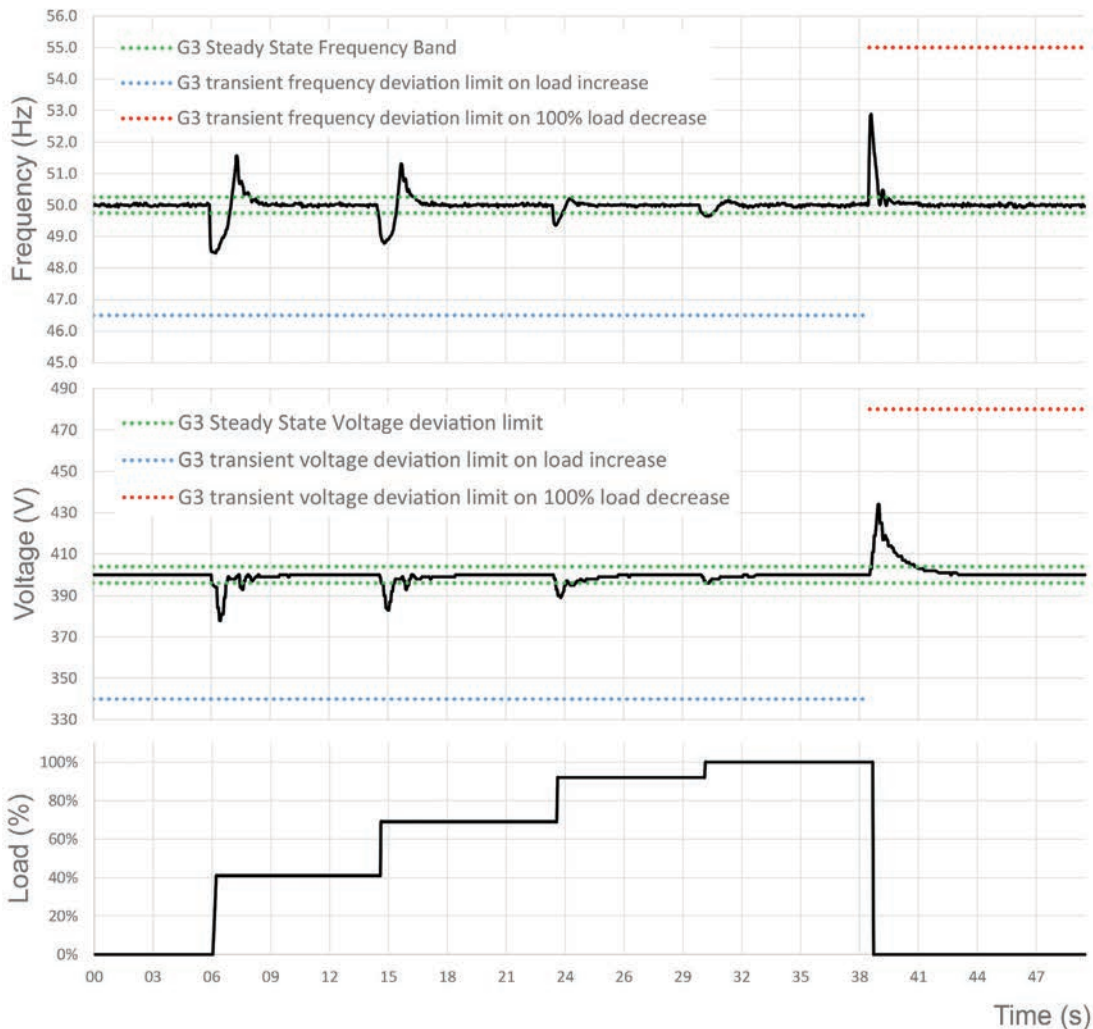 56.0
55.0
54.0
53.0
52.0
51.0
50.0
49.0
48.0
47.0
46.0
45.0
Frequency (Hz)
G3 Steady State Frequency Band
G3 transient frequency deviation limit on load increase
G3 transient frequency deviation limit on 100% load decrease
490
470
450
430
410
390
370
350
330
Voltage (V)
G3 Steady State Voltage deviation limit
G3 transient voltage deviation limit on load increase
G3 transient voltage deviation limit on 100% load decrease
100%
80%
60%
40%
20%
0%
Load (%)
00 03 06 09 12 15 18 21 24 26 29 32 35 38 41 44 47
Time (s)